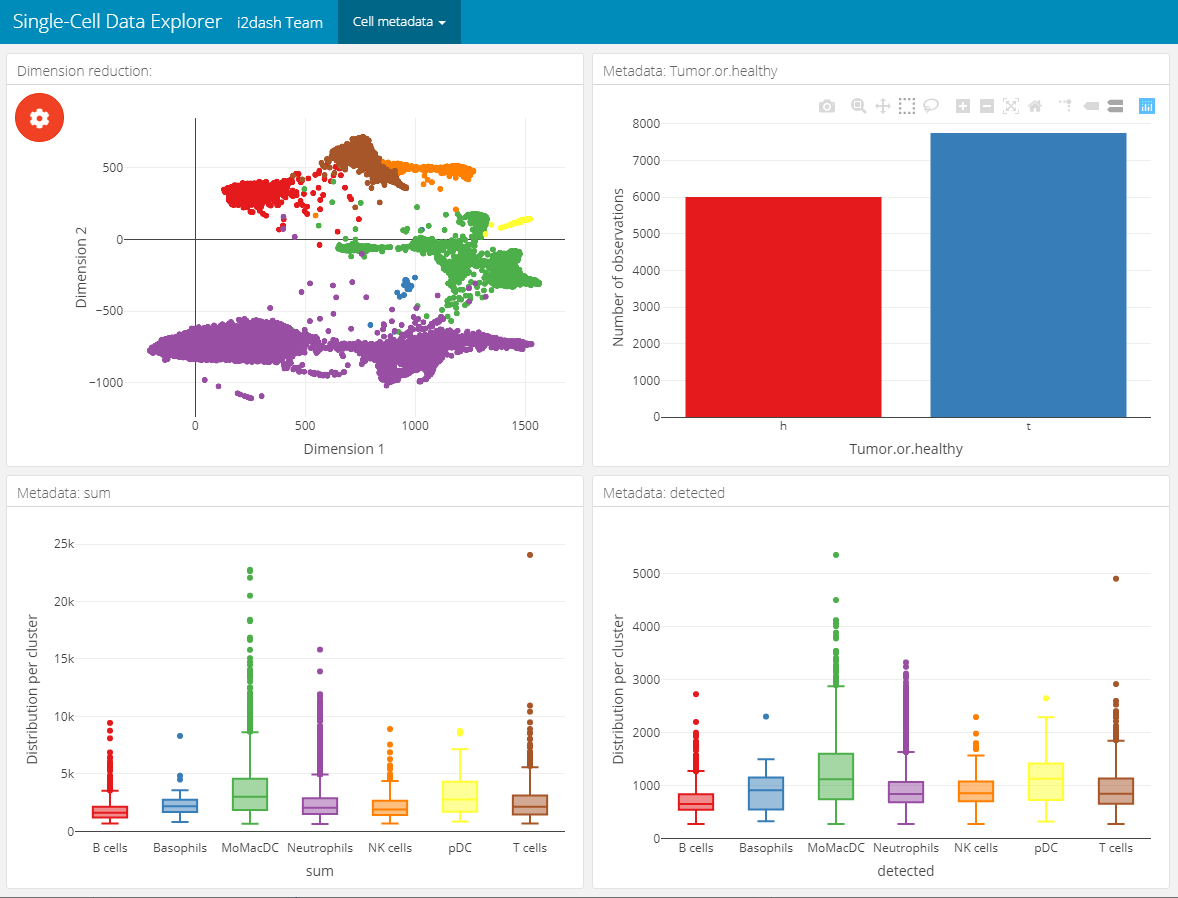 Single-Cell Data Explorer i2dash Team Cell metadata
Dimension reduction:
500
0
−500
−1000
Dimension 2
0 500 1000 1500
Dimension 1
Metadata: Tumor.or.healthy
8000
7000
6000
5000
4000
3000
2000
1000
0
Number of observations
h t
Tumor.or.healthy
Metadata: sum
25k
20k
15k
10k
5k
0
Distribution per cluster
B cells Basophils MoMacDC Neutrophils NK cells pDC T cells
sum
Metadata: detected
5000
4000
3000
2000
1000
0
Distribution per cluster
B cells Basophils MoMacDC Neutrophils NK cells pDC T cells
detected